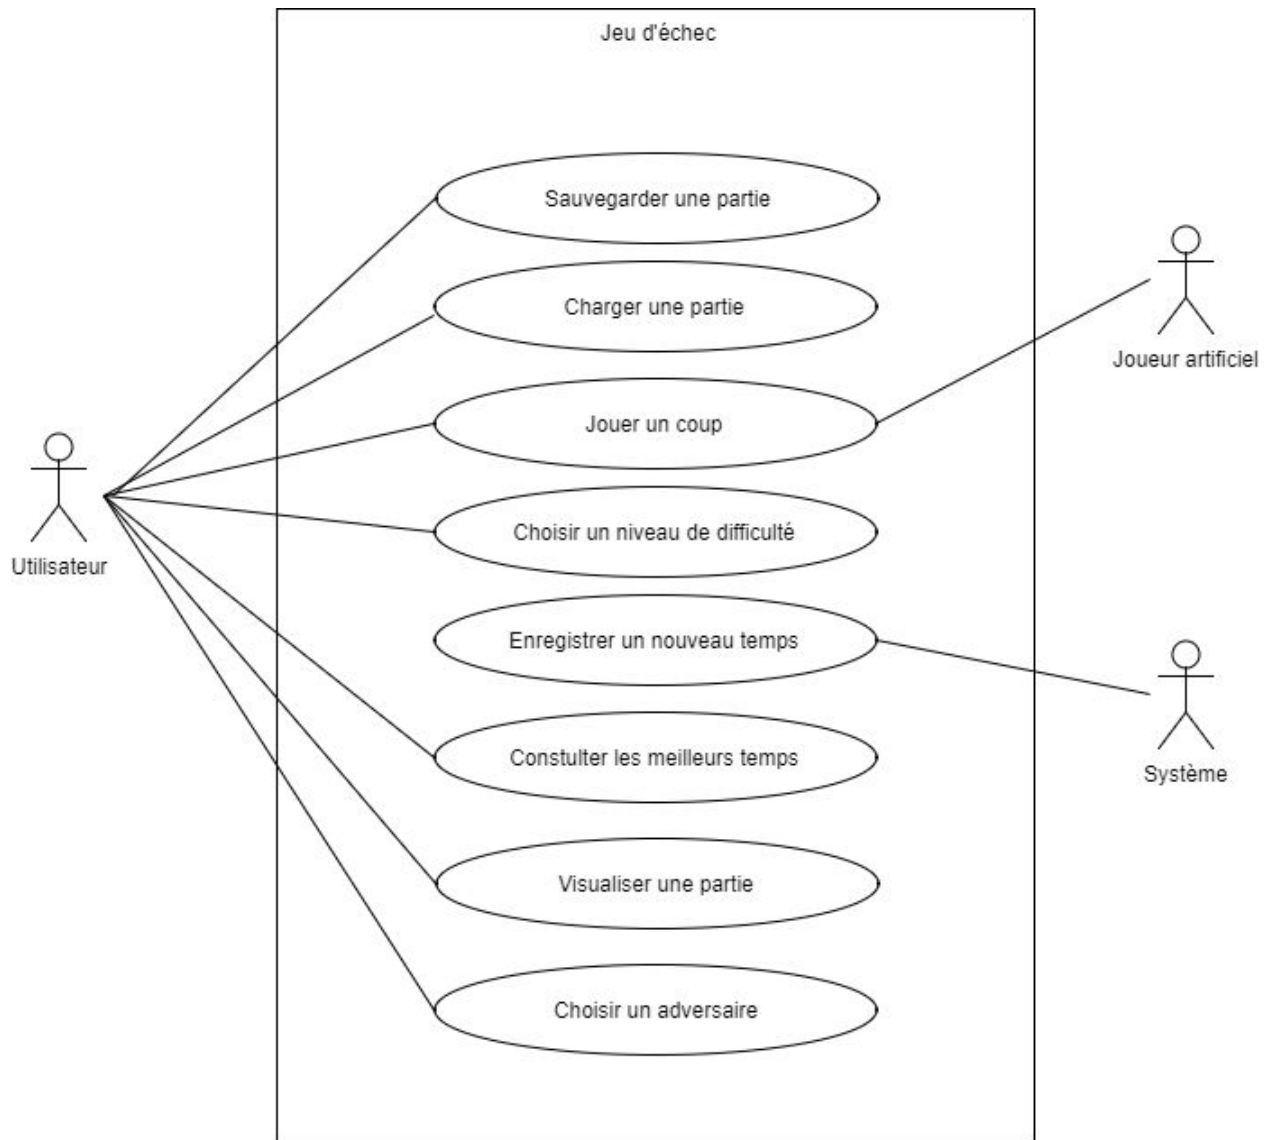 Jeu d'échec
Sauvegarder une partie
Charger une partie
Joueur artificiel
Jouer un coup
Choisir un niveau de difficulté
Utilisateur
Enregistrer un nouveau temps
Constulter les meilleurs temps
Système
Visualiser une partie
Choisir un adversaire